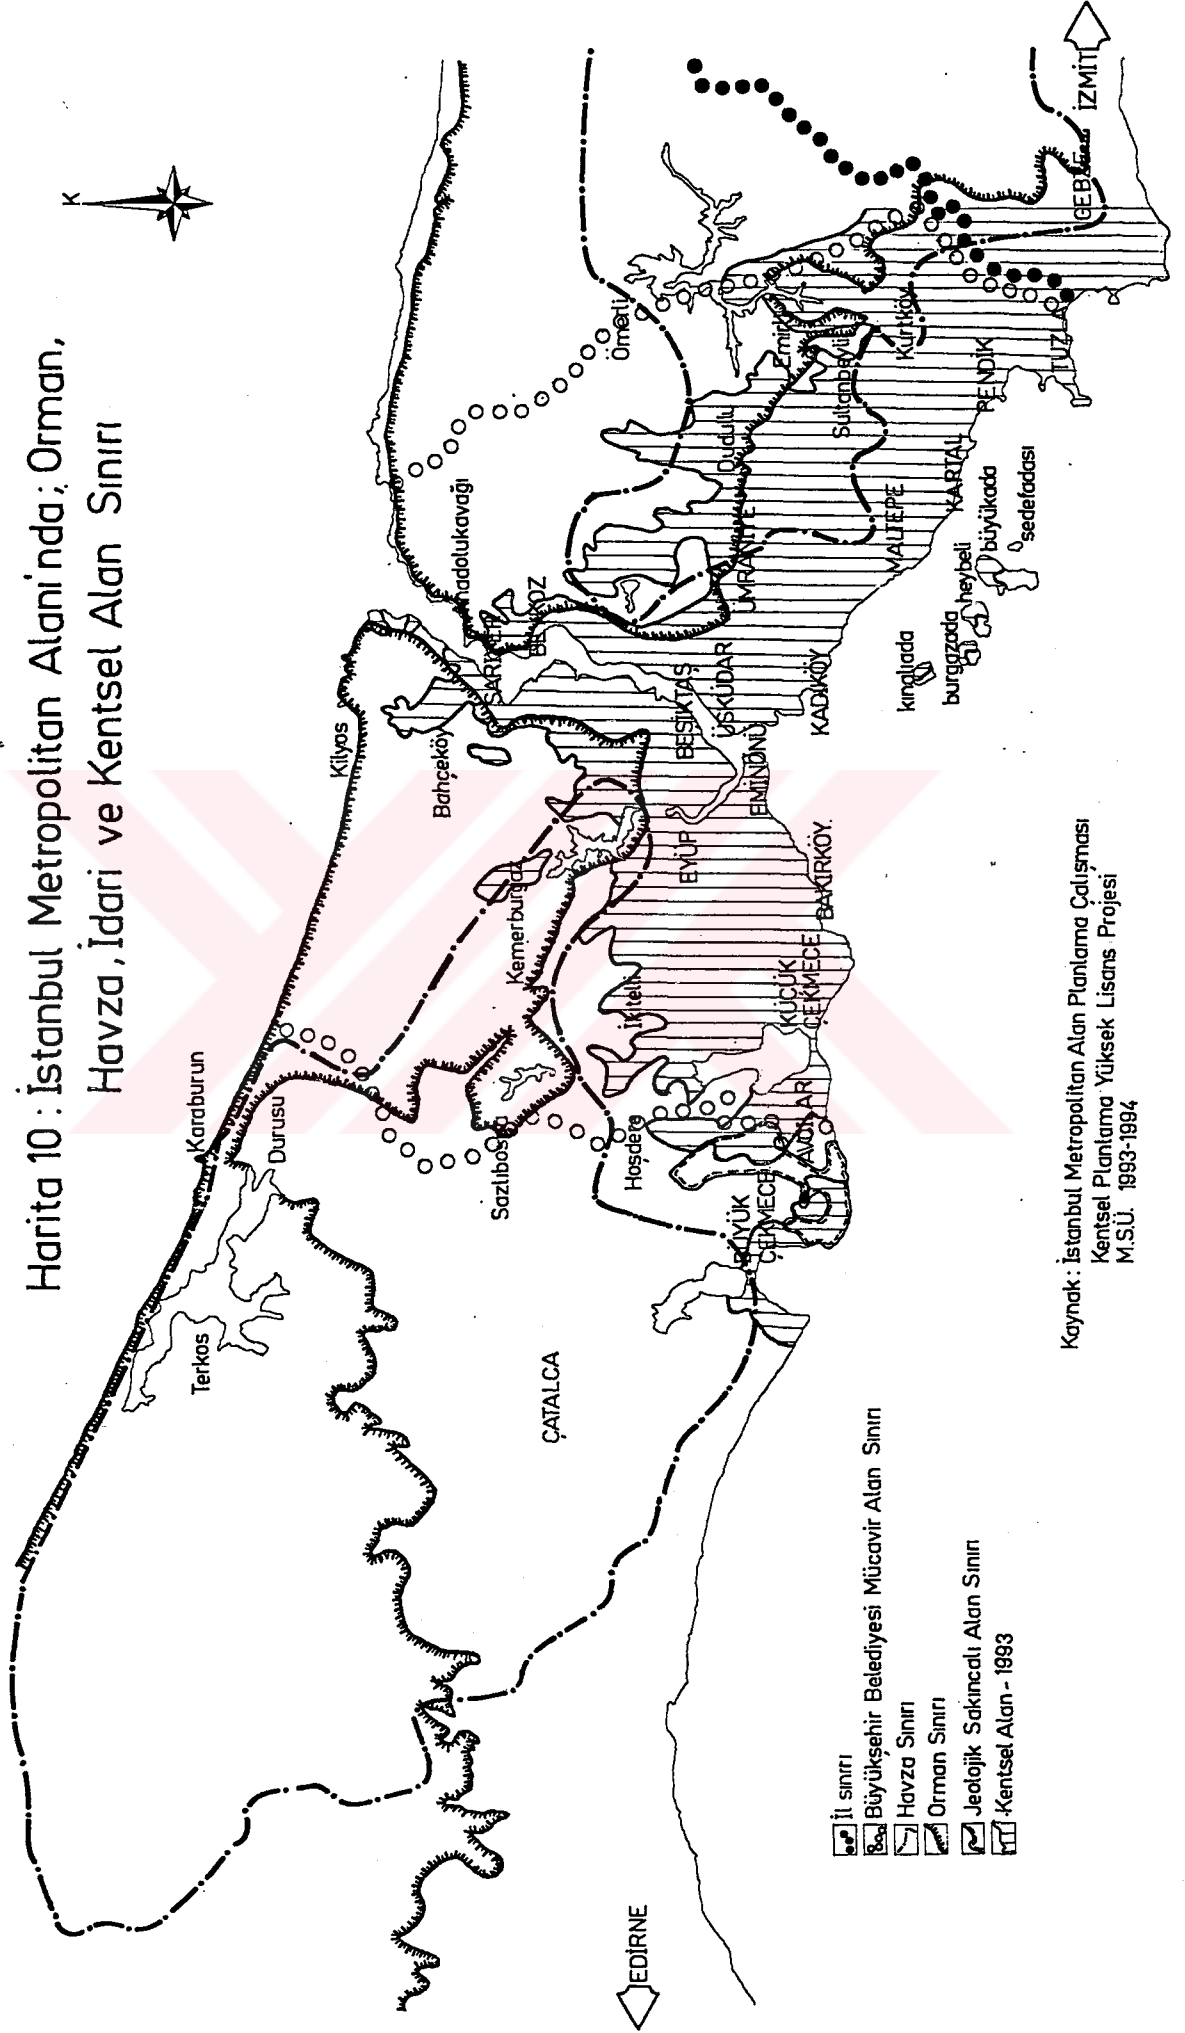 Harita 10 : İstanbul Metropolitan Alanı'nda ; Orman,
Havza , İdari ve Kentsel Alan Sınırı
K
Karaburun
Durusu
Terkos
Kilyos
Bahçeköy
Anadolukavağı
SARIYER
BEYKOZ
Ömerli
Kemerburgaz
Sazlıbosna
ÇATALCA
Hoşdere
İkitelli
EYÜP
BEŞİKTAŞ
ÜSKÜDAR
ÜMRANİYE
Dudullu
Emirli
Sultanbeyli
Kurtköy
GEBZE
İZMİT
BÜYÜK
ÇEKMECE
AVCILAR
KÜÇÜK
ÇEKMECE
BAKIRKÖY
EMİNÖNÜ
KADIKÖY
MALTEPE
KARTAL
PENDİK
TUZLA
kınalıada
burgazada
heybeli
büyükada
sedefadası
EDİRNE
İl sınırı
Büyükşehir Belediyesi Mücavir Alan Sınırı
Havza Sınırı
Orman Sınırı
Jeolojik Sakıncalı Alan Sınırı
Kentsel Alan - 1993
Kaynak : İstanbul Metropolitan Alan Planlama Çalışması
Kentsel Planlama Yüksek Lisans Projesi
M.S.Ü. 1993-1994